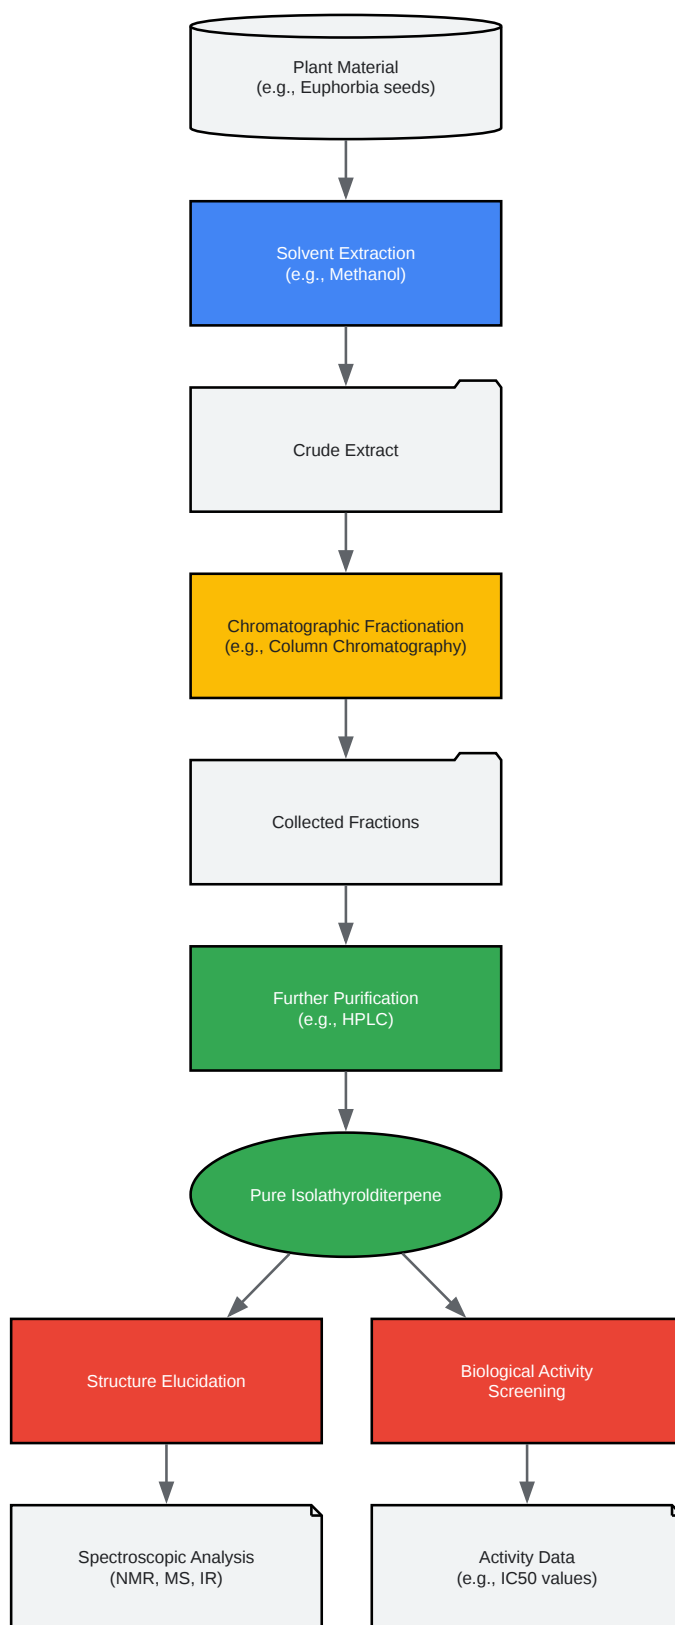 Plant Material
(e.g., Euphorbia seeds)
Solvent Extraction
(e.g., Methanol)
Crude Extract
Chromatographic Fractionation
(e.g., Column Chromatography)
Collected Fractions
Further Purification
(e.g., HPLC)
Pure Isolathyrolditerpene
Structure Elucidation
Biological Activity
Screening
Spectroscopic Analysis
(NMR, MS, IR)
Activity Data
(e.g., IC50 values)